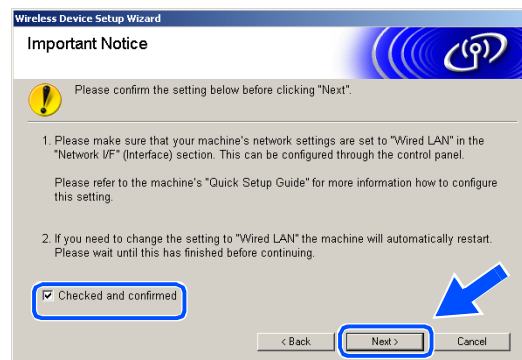 Wireless Device Setup Wizard
Important Notice
Please confirm the setting below before clicking "Next".
1. Please make sure that your machine's network settings are set to "Wired LAN" in the
"Network I/F" (Interface) section. This can be configured through the control panel.
Please refer to the machine's "Quick Setup Guide" for more information how to configure
this setting.
2. If you need to change the setting to "Wired LAN" the machine will automatically restart.
Please wait until this has finished before continuing.
Checked and confirmed
< Back Next > Cancel